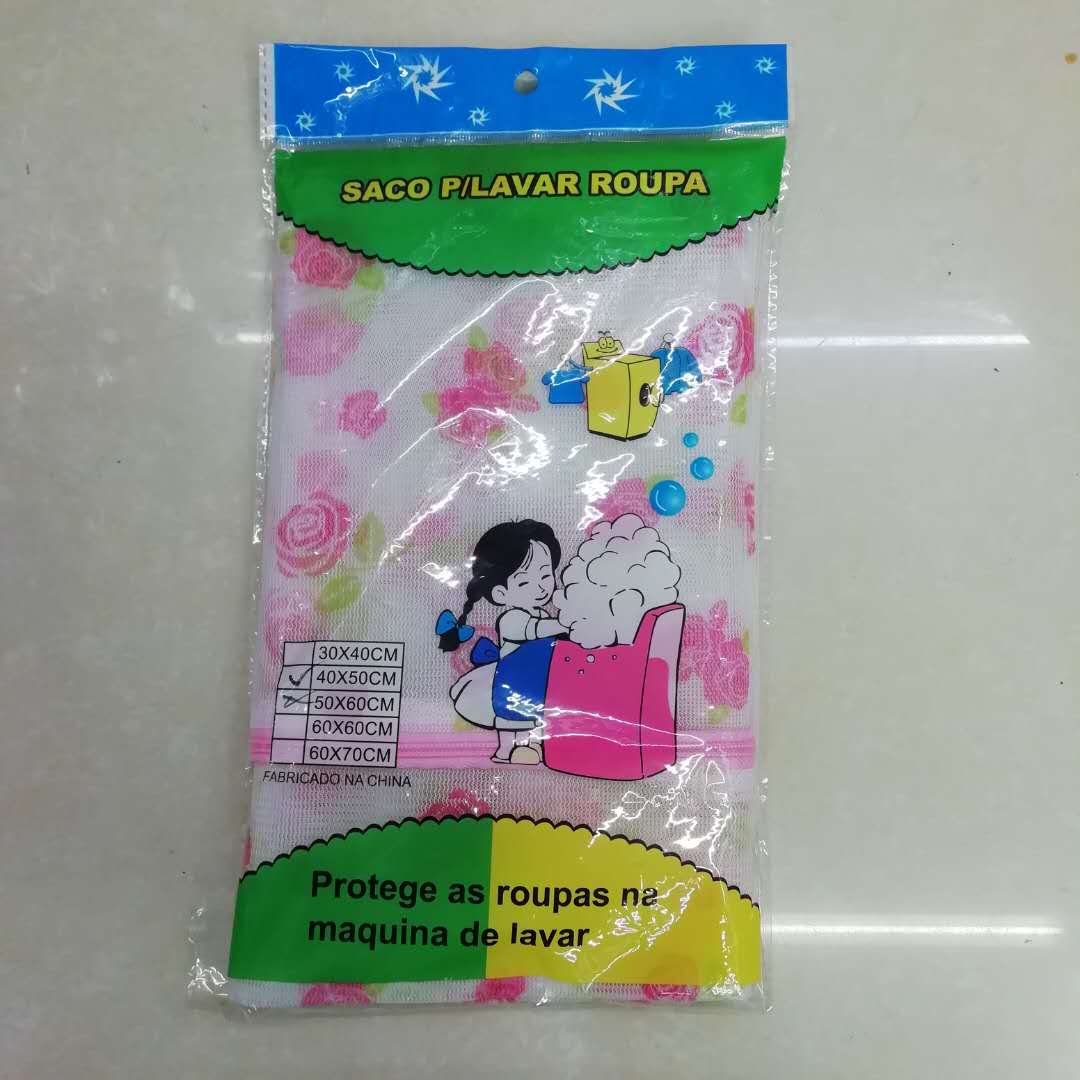 SACO P/LAVAR ROUPA
30X40CM
40X50CM
50X60CM
60X60CM
60X70CM
FABRICADO NA CHINA
Protege as roupas na
maquina de lavar